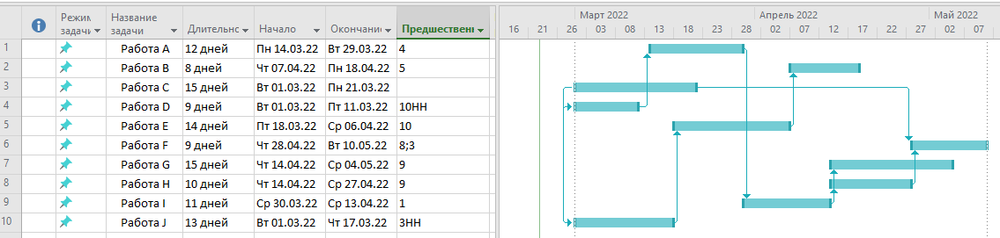 Март 2022 Апрель 2022 Май 2022
Режим задачи Название задачи Длительно Начало Окончание Предшествен
16 21 26 03 08 13 18 23 28 02 07 12 17 22 27 02 07
1 Работа A 12 дней Пн 14.03.22 Вт 29.03.22 4
2 Работа B 8 дней Чт 07.04.22 Пн 18.04.22 5
3 Работа C 15 дней Вт 01.03.22 Пн 21.03.22
4 Работа D 9 дней Вт 01.03.22 Пт 11.03.22 10НН
5 Работа E 14 дней Пт 18.03.22 Ср 06.04.22 10
6 Работа F 9 дней Чт 28.04.22 Вт 10.05.22 8;3
7 Работа G 15 дней Чт 14.04.22 Ср 04.05.22 9
8 Работа H 10 дней Чт 14.04.22 Ср 27.04.22 9
9 Работа I 11 дней Ср 30.03.22 Ср 13.04.22 1
10 Работа J 13 дней Вт 01.03.22 Чт 17.03.22 3НН